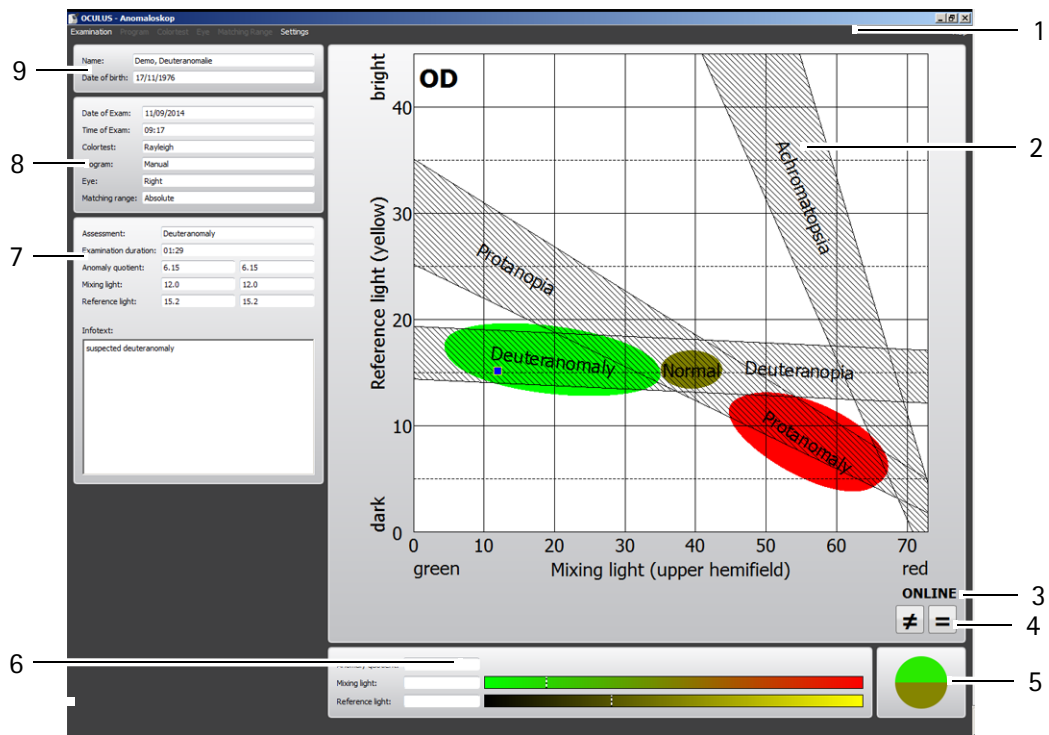 OCULUS - Anomaloskop
Examination Program Colortest Eye Matching Range Settings
1
9
Name: Demo, Deuteranomalie
Date of birth: 17/11/1976
8
Date of Exam: 11/09/2014
Time of Exam: 09:17
Colortest: Rayleigh
Program: Manual
Eye: Right
Matching range: Absolute
7
Assessment: Deuteranomaly
Examination duration: 01:29
Anomaly quotient: 6.15 6.15
Mixing light: 12.0 12.0
Reference light: 15.2 15.2
Infotext:
suspected deuteranomaly
OD
bright
Reference light (yellow)
dark
40
30
20
10
0
Achromatopsia
2
Protanopia
Deuteranomaly
Normal
Deuteranopia
Protanomaly
0 10 20 30 40 50 60 70
green Mixing light (upper hemifield) red
ONLINE
3
≠ =
4
6
Anomaly quotient:
Mixing light:
Reference light:
5